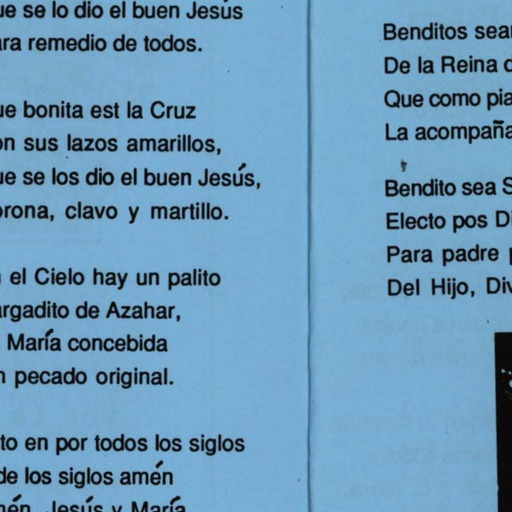 ue se lo dio el buen Jesús
ara remedio de todos.
ue bonita est la Cruz
on sus lazos amarillos,
ue se los dio el buen Jesús,
orona, clavo y martillo.
el Cielo hay un palito
argadito de Azahar,
María concebida
n pecado original.
to en por todos los siglos
de los siglos amén
mén, Jesús y María
Benditos sea
De la Reina
Que como pia
La acompaña
Bendito sea S
Electo pos Di
Para padre
Del Hijo, Div